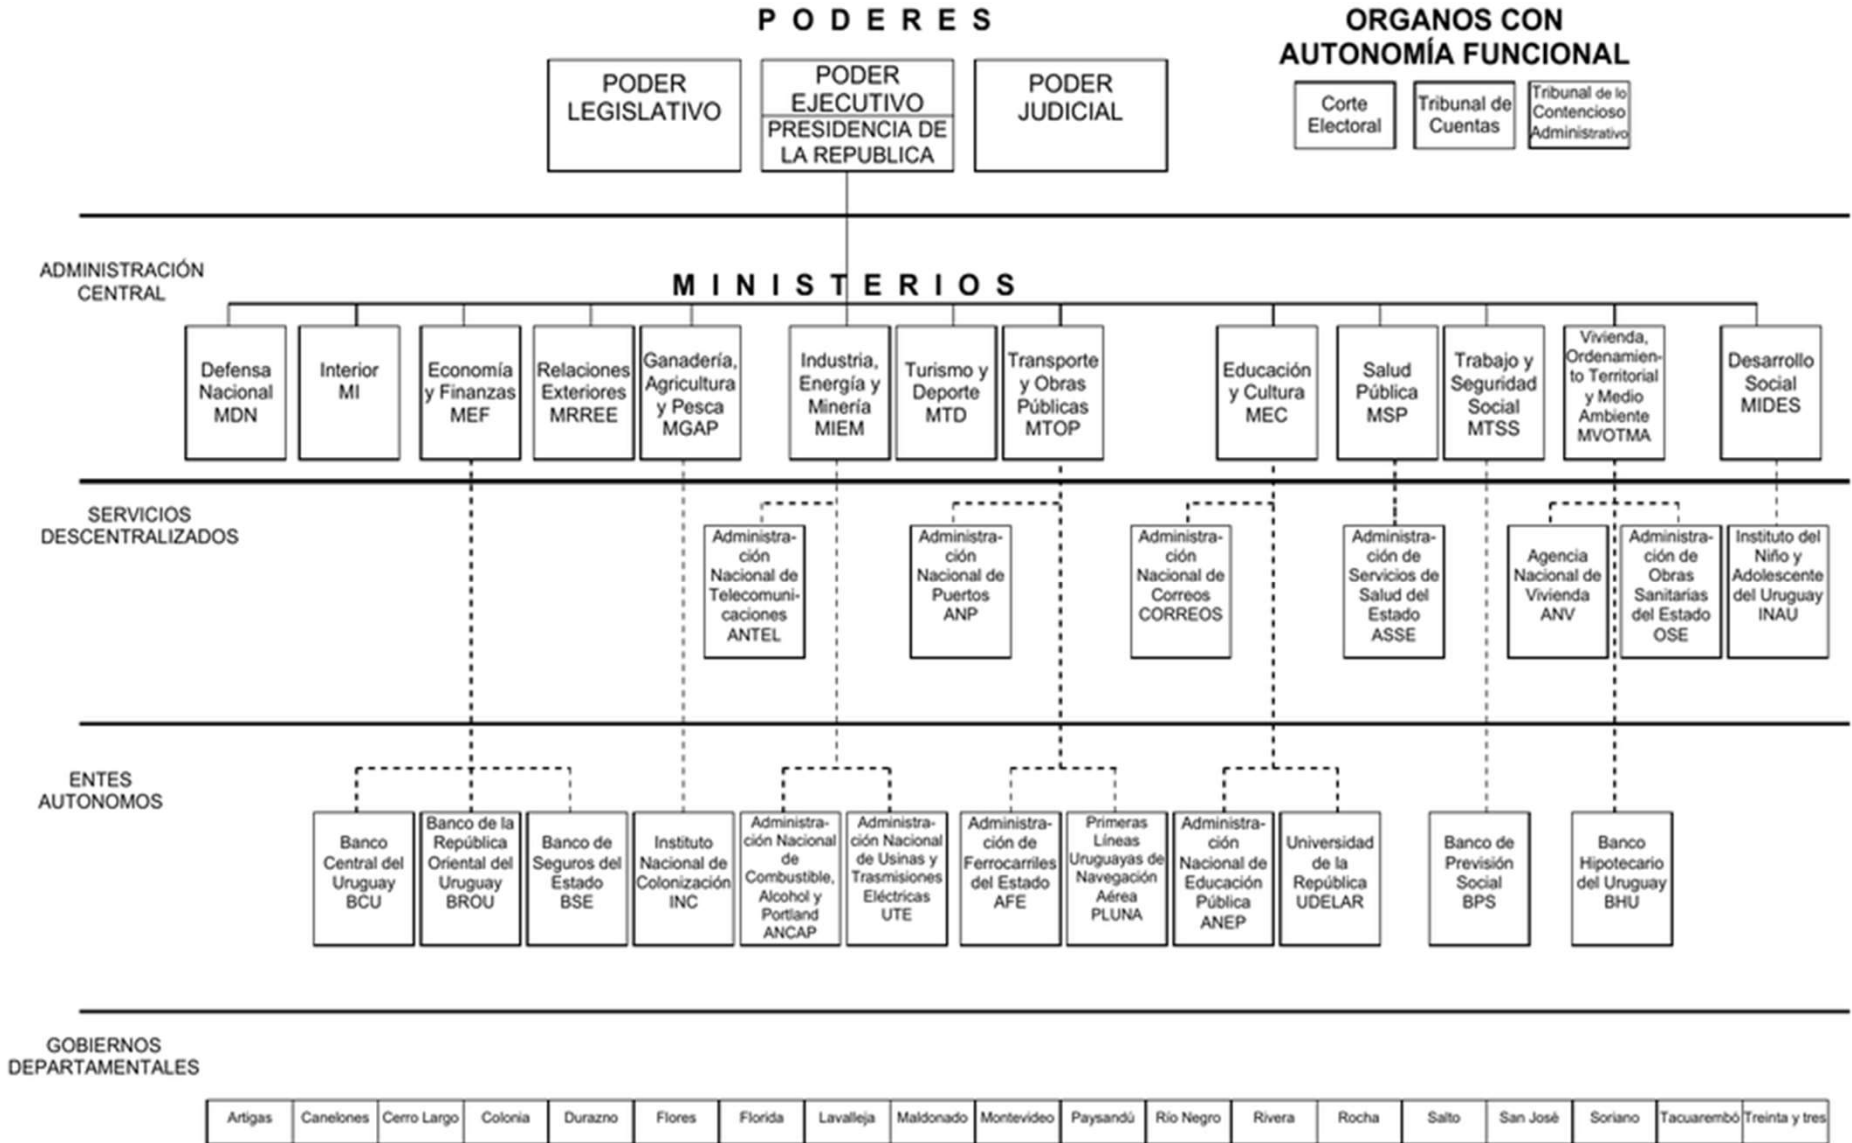 P O D E R E S
ORGANOS CON
AUTONOMÍA FUNCIONAL
PODER
LEGISLATIVO
PODER
EJECUTIVO
PRESIDENCIA DE
LA REPUBLICA
PODER
JUDICIAL
Corte
Electoral
Tribunal de
Cuentas
Tribunal de lo
Contencioso
Administrativo
ADMINISTRACIÓN
CENTRAL
M I N I S T E R I O S
Defensa
Nacional
MDN
Interior
MI
Economía
y Finanzas
MEF
Relaciones
Exteriores
MRREE
Ganadería,
Agricultura
y Pesca
MGAP
Industria,
Energía y
Minería
MIEM
Turismo y
Deporte
MTD
Transporte
y Obras
Públicas
MTOP
Educación
y Cultura
MEC
Salud
Pública
MSP
Trabajo y
Seguridad
Social
MTSS
Vivienda,
Ordenamien-
to Territorial
y Medio
Ambiente
MVOTMA
Desarrollo
Social
MIDES
SERVICIOS
DESCENTRALIZADOS
Administra-
ción
Nacional de
Telecomuni-
caciones
ANTEL
Administra-
ción
Nacional de
Puertos
ANP
Administra-
ción
Nacional de
Correos
CORREOS
Administra-
ción de
Servicios de
Salud del
Estado
ASSE
Agencia
Nacional de
Vivienda
ANV
Administra-
ción de
Obras
Sanitarias
del Estado
OSE
Instituto del
Niño y
Adolescente
del Uruguay
INAU
ENTES
AUTONOMOS
Banco
Central del
Uruguay
BCU
Banco de la
República
Oriental del
Uruguay
BROU
Banco de
Seguros del
Estado
BSE
Instituto
Nacional de
Colonización
INC
Administra-
ción Nacional
de
Combustible,
Alcohol y
Portland
ANCAP
Administra-
ción Nacional
de Usinas y
Trasmisiones
Eléctricas
UTE
Administra-
ción de
Ferrocarriles
del Estado
AFE
Primeras
Líneas
Uruguayas de
Navegación
Aérea
PLUNA
Administra-
ción
Nacional de
Educación
Pública
ANEP
Universidad
de la
República
UDELAR
Banco de
Previsión
Social
BPS
Banco
Hipotecario
del Uruguay
BHU
GOBIERNOS
DEPARTAMENTALES
Artigas Canelones Cerro Largo Colonia Durazno Flores Florida Lavalleja Maldonado Montevideo Paysandú Río Negro Rivera Rocha Salto San José Soriano Tacuarembó Treinta y tres